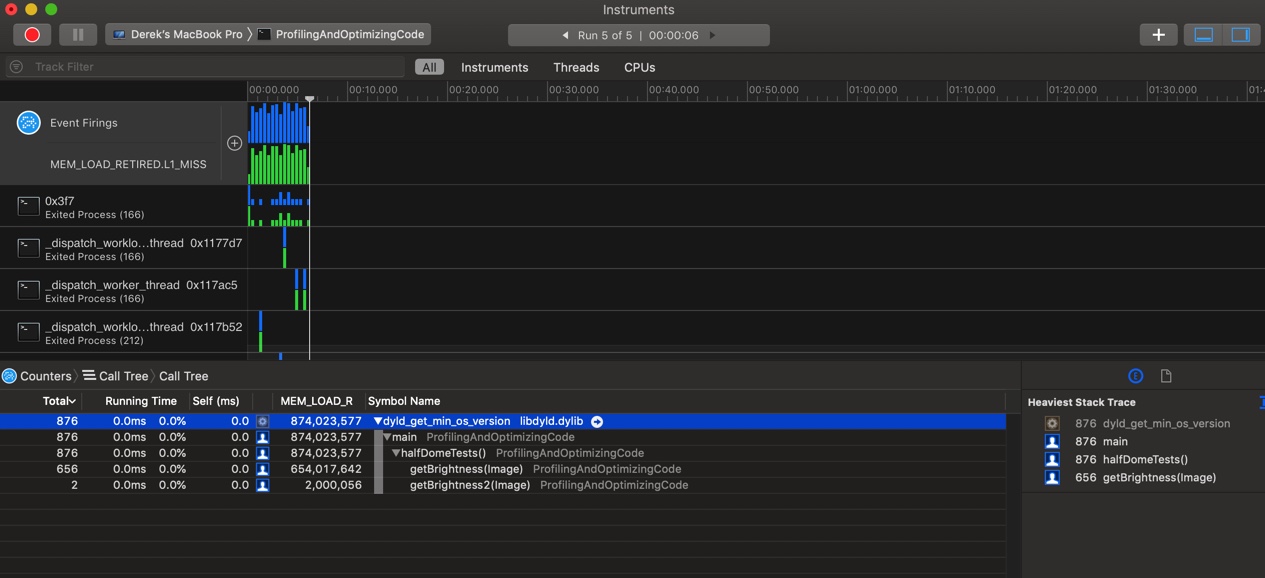 Instruments
Derek's MacBook Pro ProfilingAndOptimizingCode
Run 5 of 5 | 00:00:06
Track Filter All Instruments Threads CPUs
00:00.000 00:10.000 00:20.000 00:30.000 00:40.000 00:50.000 01:00.000 01:10.000 01:20.000 01:30.000
Event Firings
MEM_LOAD_RETIRED.L1_MISS
0x3f7
Exited Process (166)
_dispatch_worklo…thread 0x1177d7
Exited Process (166)
_dispatch_worker_thread 0x117ac5
Exited Process (166)
_dispatch_worklo…thread 0x117b52
Exited Process (212)
Counters Call Tree Call Tree
Total Running Time Self (ms) MEM_LOAD_R Symbol Name
876 0.0ms 0.0% 0.0 874,023,577 dyld_get_min_os_version libdyld.dylib
876 0.0ms 0.0% 0.0 874,023,577 main ProfilingAndOptimizingCode
876 0.0ms 0.0% 0.0 874,023,577 halfDomeTests() ProfilingAndOptimizingCode
656 0.0ms 0.0% 0.0 654,017,642 getBrightness(Image) ProfilingAndOptimizingCode
2 0.0ms 0.0% 0.0 2,000,056 getBrightness2(Image) ProfilingAndOptimizingCode
E
Heaviest Stack Trace
876 dyld_get_min_os_version
876 main
876 halfDomeTests()
656 getBrightness(Image)